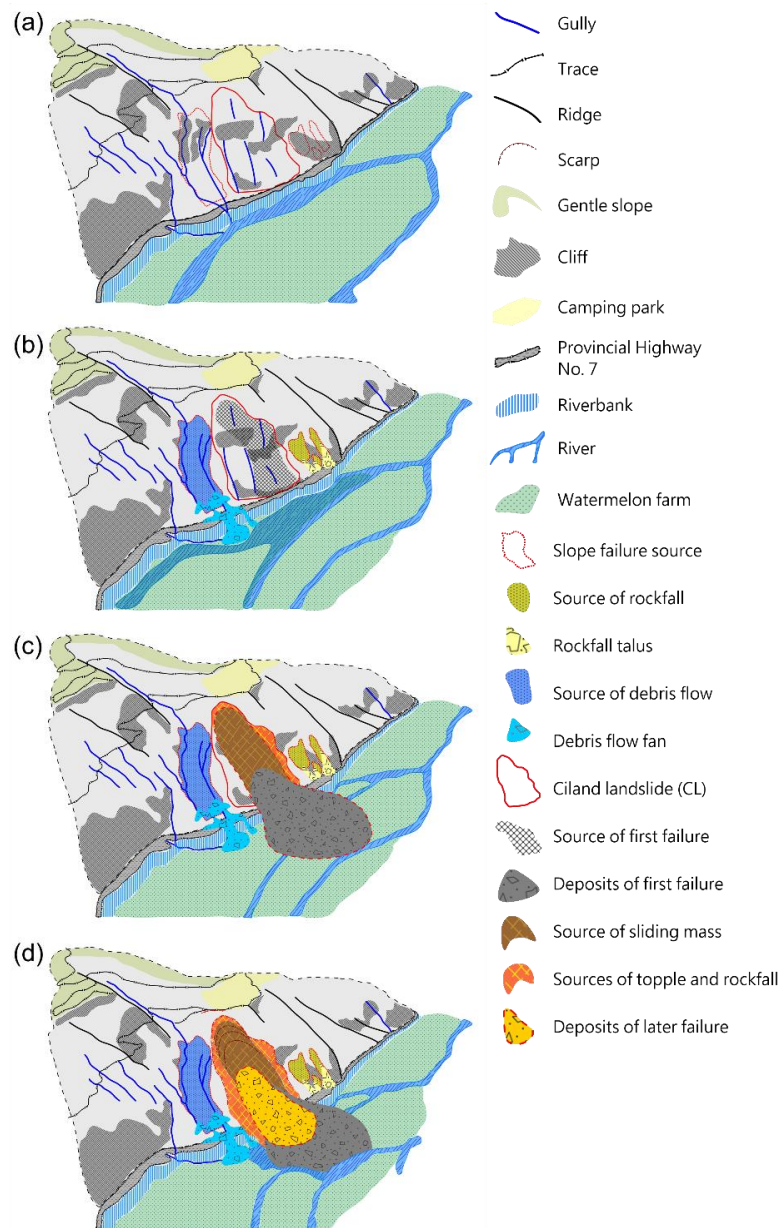 (a)
(b)
(c)
(d)
Gully
Trace
Ridge
Scarp
Gentle slope
Cliff
Camping park
Provincial Highway
No. 7
Riverbank
River
Watermelon farm
Slope failure source
Source of rockfall
Rockfall talus
Source of debris flow
Debris flow fan
Ciland landslide (CL)
Source of first failure
Deposits of first failure
Source of sliding mass
Sources of topple and rockfall
Deposits of later failure